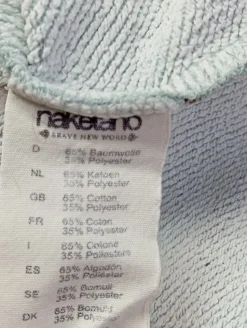 naketano
BRAVE NEW WORLD
D 65% Baumwolle
35% Polyester
NL 65% Katoen
35% Polyester
GB 65% Cotton
35% Polyester
FR 65% Coton
35% Polyester
I 65% Cotone
35% Poliestere
ES 65% Algodón
35% Polyester
SE 65% Bomull
35% Polyester
DK 65% Bomuld
35% Polyester